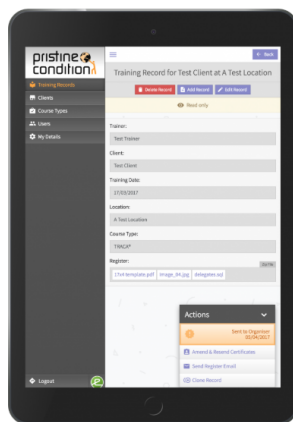 pristine
condition
← Back
Training Records
Clients
Course Types
Users
My Details
Training Record for Test Client at A Test Location
Delete Record
Add Record
Edit Record
Read only
Trainer:
Test Trainer
Client:
Test Client
Training Date:
17/03/2017
Location:
A Test Location
Course Type:
Register:
image_94.jpg
delegates.sql
Actions
Sent to Organiser
Amend & Resend Certificates
Send Register Email
Clone Record
Logout